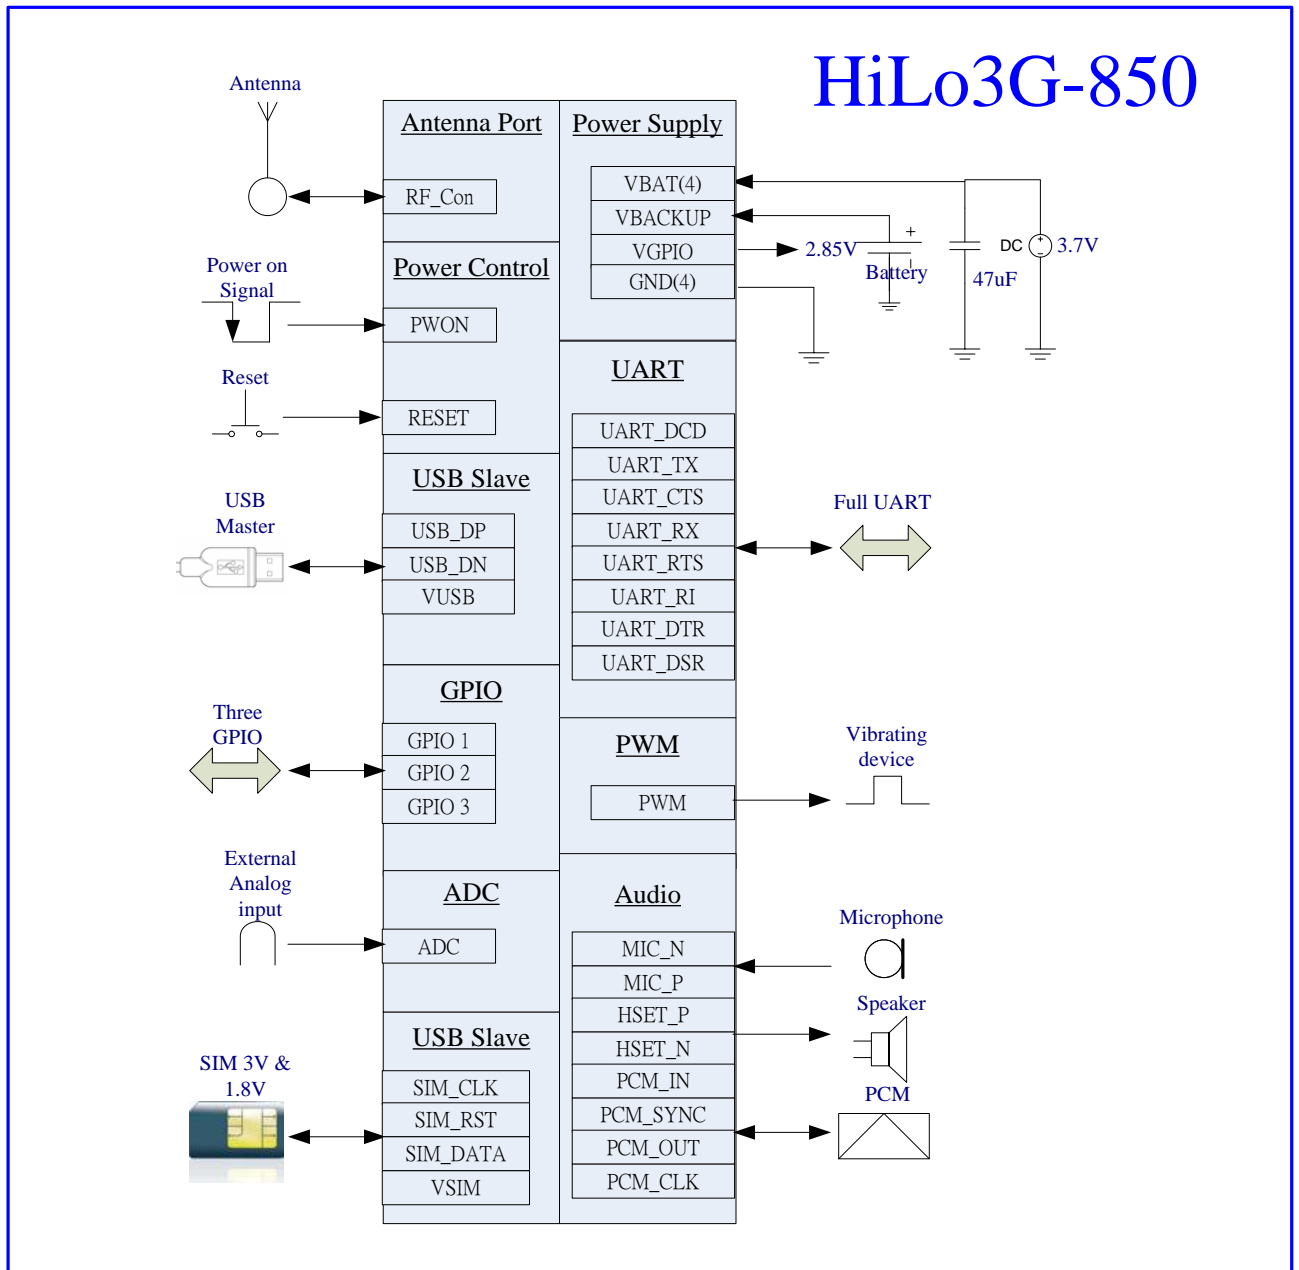 HiLo3G-850
Antenna
Antenna Port
RF_Con
Power on
Signal
Power Control
PWON
Reset
RESET
USB
Master
USB Slave
USB_DP
USB_DN
VUSB
Three
GPIO
GPIO
GPIO 1
GPIO 2
GPIO 3
External
Analog
input
ADC
ADC
SIM 3V &
1.8V
USB Slave
SIM_CLK
SIM_RST
SIM_DATA
VSIM
Power Supply
VBAT(4)
VBACKUP
VGPIO
GND(4)
2.85V
+
Battery
47uF
DC
+
3.7V
UART
UART_DCD
UART_TX
UART_CTS
UART_RX
UART_RTS
UART_RI
UART_DTR
UART_DSR
Full UART
PWM
PWM
Vibrating
device
Audio
MIC_N
MIC_P
HSET_P
HSET_N
PCM_IN
PCM_SYNC
PCM_OUT
PCM_CLK
Microphone
Speaker
PCM